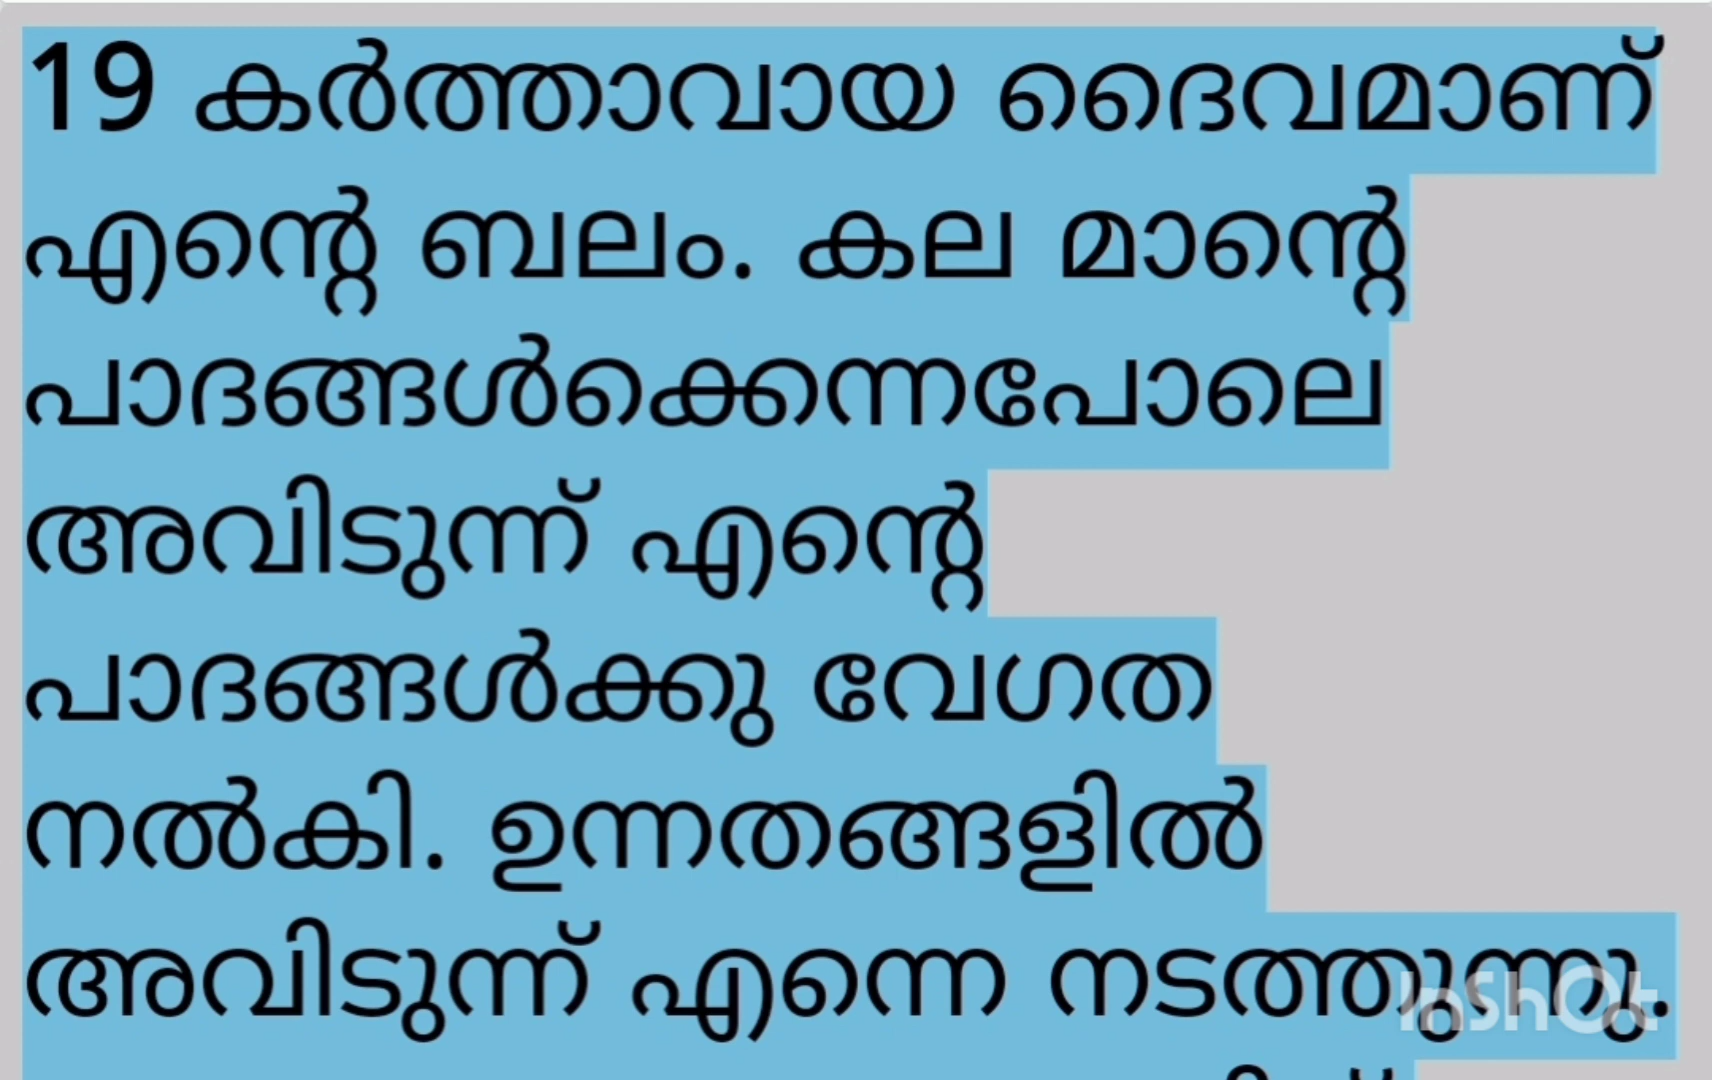 19 കർത്താവായ ദൈവമാണ്
എന്റെ ബലം. കല മാന്റെ
പാദങ്ങൾക്കെന്നപോലെ
അവിടുന്ന് എന്റെ
പാദങ്ങൾക്കു വേഗത
നൽകി. ഉന്നതങ്ങളിൽ
അവിടുന്ന് എന്നെ നടത്തുന്നു.
InShOt